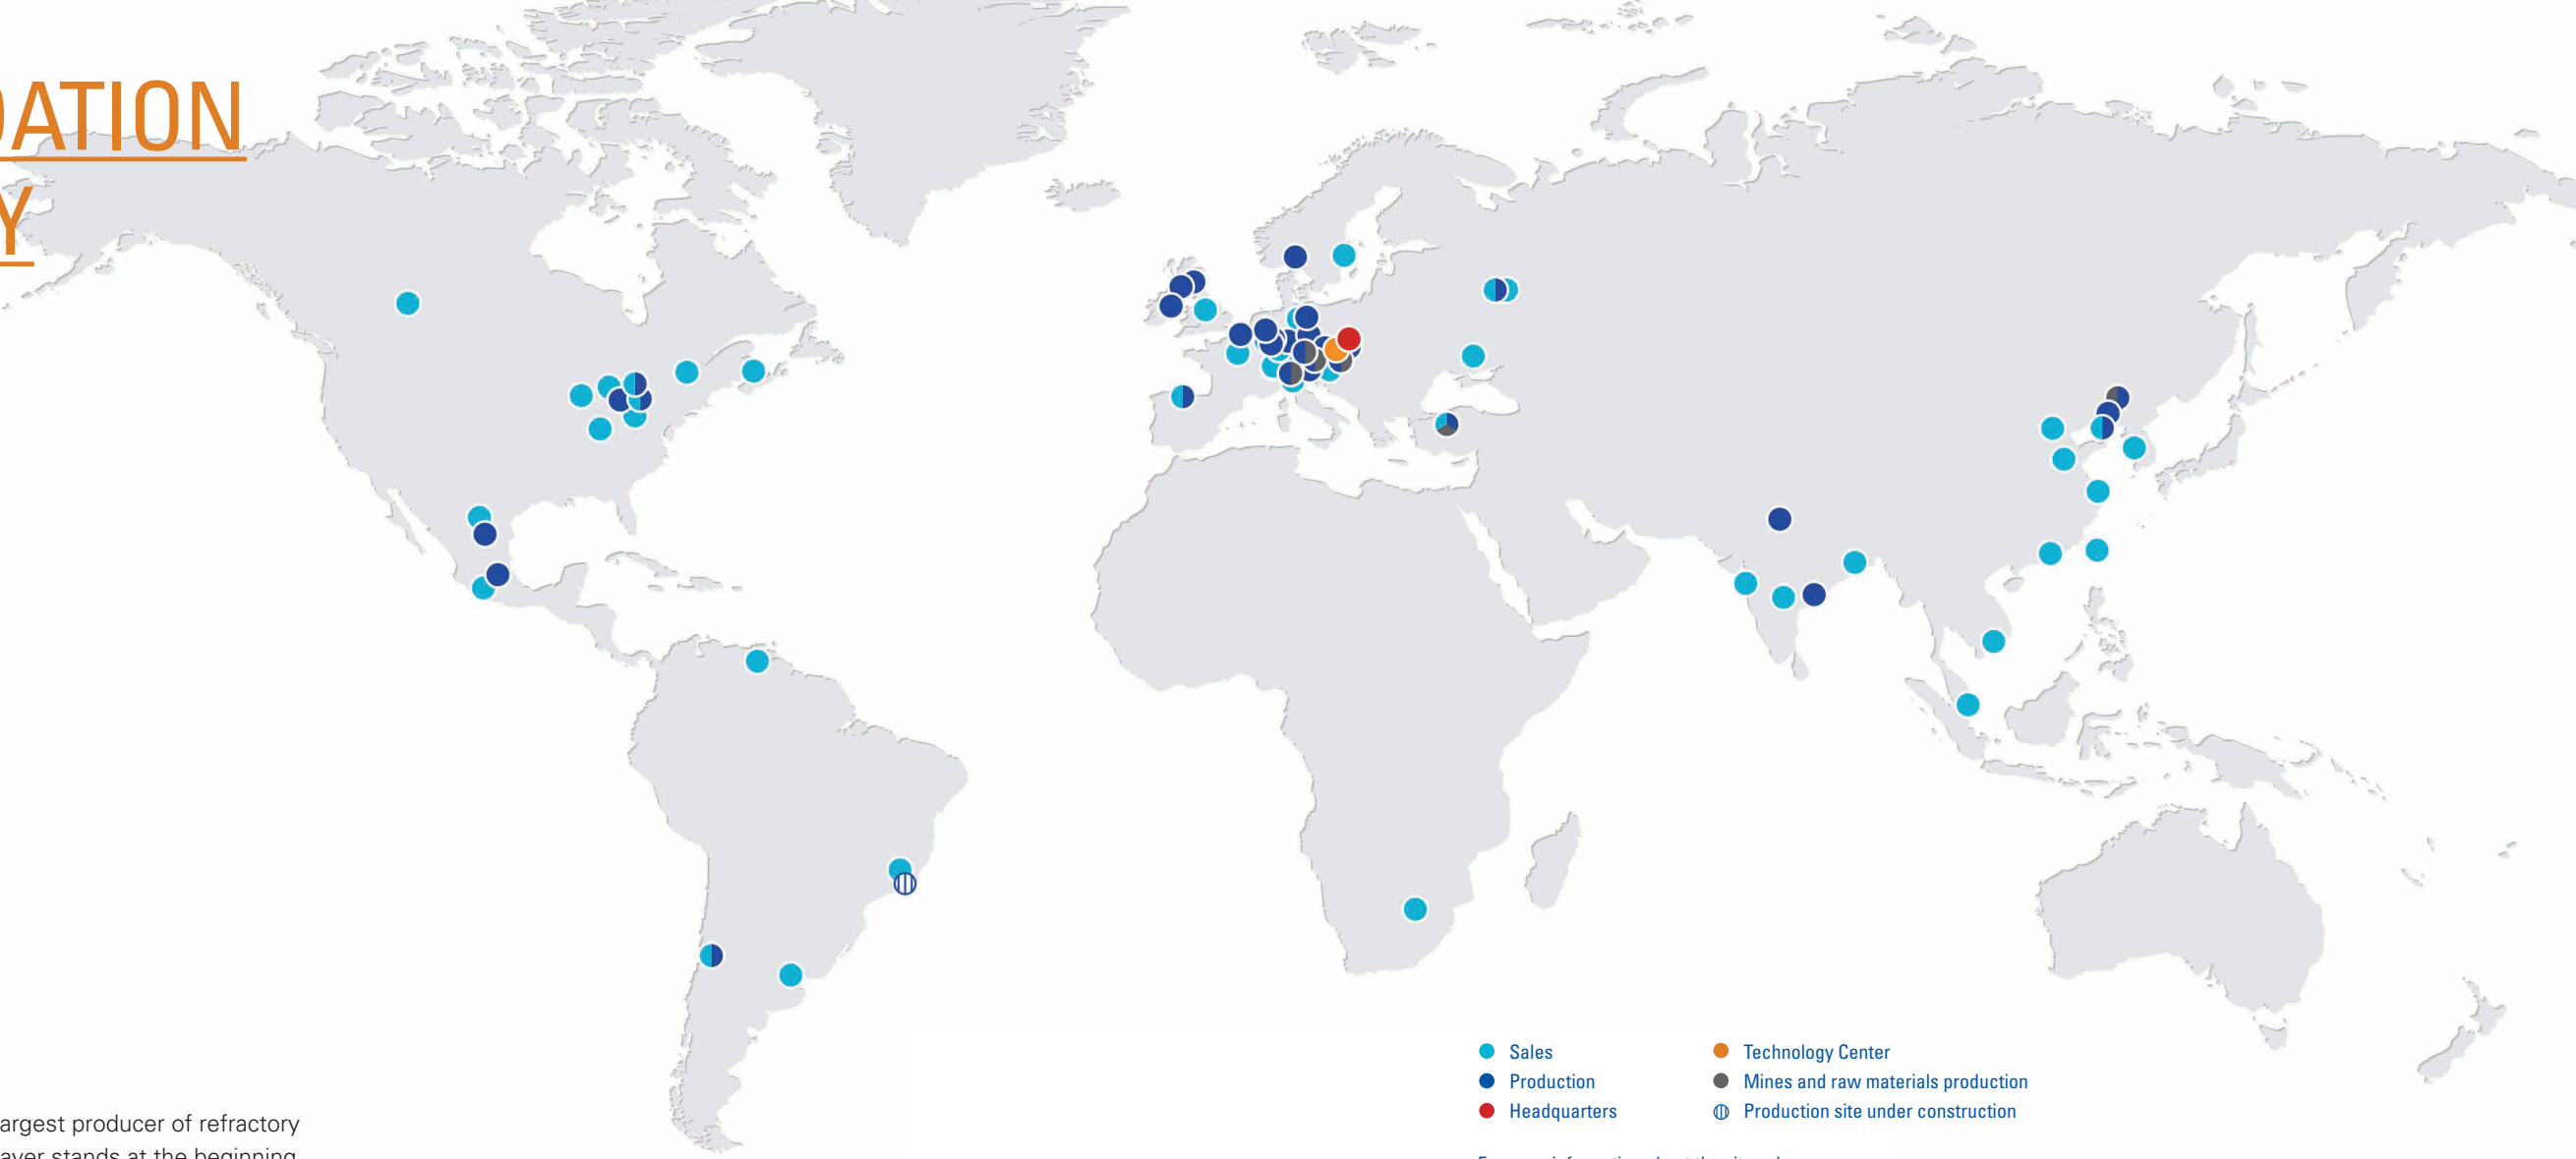 DATION
Y
argest producer of refractory
ayer stands at the beginning
Sales
Production
Headquarters
Technology Center
Mines and raw materials production
Production site under construction